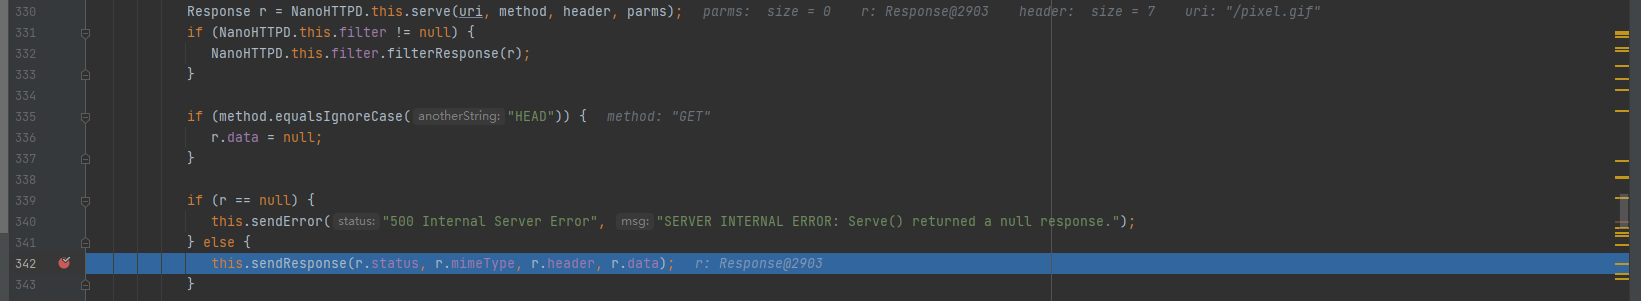 330 Response r = NanoHTTPD.this.serve(uri, method, header, parms); parms: size = 0 r: Response@2903 header: size = 7 uri: "/pixel.gif"
331 if (NanoHTTPD.this.filter != null) {
332 NanoHTTPD.this.filter.filterResponse(r);
333 }
334
335 if (method.equalsIgnoreCase( anotherString: "HEAD")) { method: "GET"
336 r.data = null;
337 }
338
339 if (r == null) {
340 this.sendError( status: "500 Internal Server Error", msg: "SERVER INTERNAL ERROR: Serve() returned a null response.");
341 } else {
342 this.sendResponse(r.status, r.mimeType, r.header, r.data); r: Response@2903
343 }